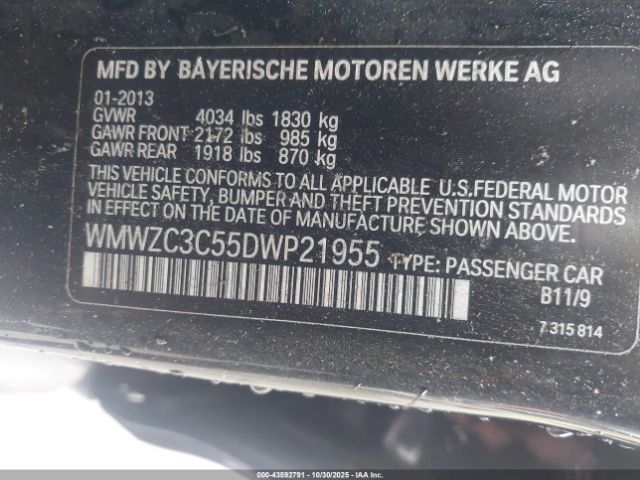 MFD BY BAYERISCHE MOTOREN WERKE AG
01-2013
GVWR 4034 lbs 1830 kg
GAWR FRONT 2172 lbs 985 kg
GAWR REAR 1918 lbs 870 kg
THIS VEHICLE CONFORMS TO ALL APPLICABLE U.S.FEDERAL MOTOR
VEHICLE SAFETY, BUMPER AND THEFT PREVENTION STANDARDS
IN EFFECT ON THE DATE OF MANUFACTURE SHOWN ABOVE.
WMWZC3C55DWP21955 TYPE: PASSENGER CAR
B11/9
7 315 814
000-43592791 - 10/30/2025 - COPART